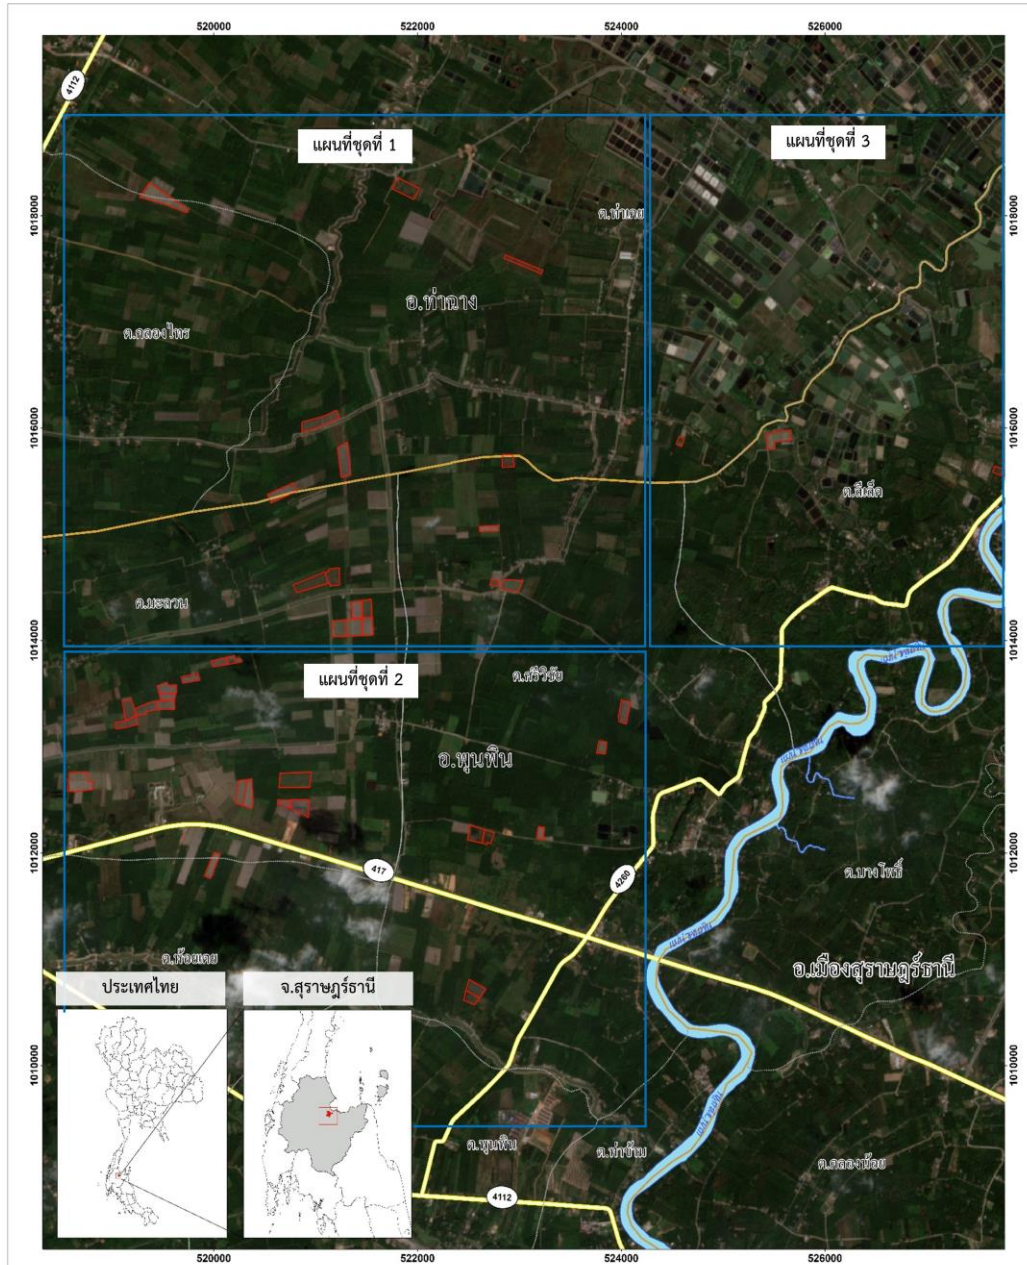 520000
522000
524000
526000
4112
แผนที่ชุดที่ 1
แผนที่ชุดที่ 3
1018000
1018000
ต.ท่าเคย
อ.ท่าฉาง
ต.คลองไทร
1016000
1016000
ต.ลีเล็ด
ต.มะลวน
1014000
1014000
แผนที่ชุดที่ 2
ต.ศรีวิชัย
อ.พุนพิน
1012000
1012000
417
4260
ต.บางโพธิ์
ต.หัวเตย
อ.เมืองสุราษฎร์ธานี
ประเทศไทย
จ.สุราษฎร์ธานี
1010000
ต.พุนพิน
ต.ท่าข้าม
ต.คลองน้อย
4112
520000
522000
524000
526000